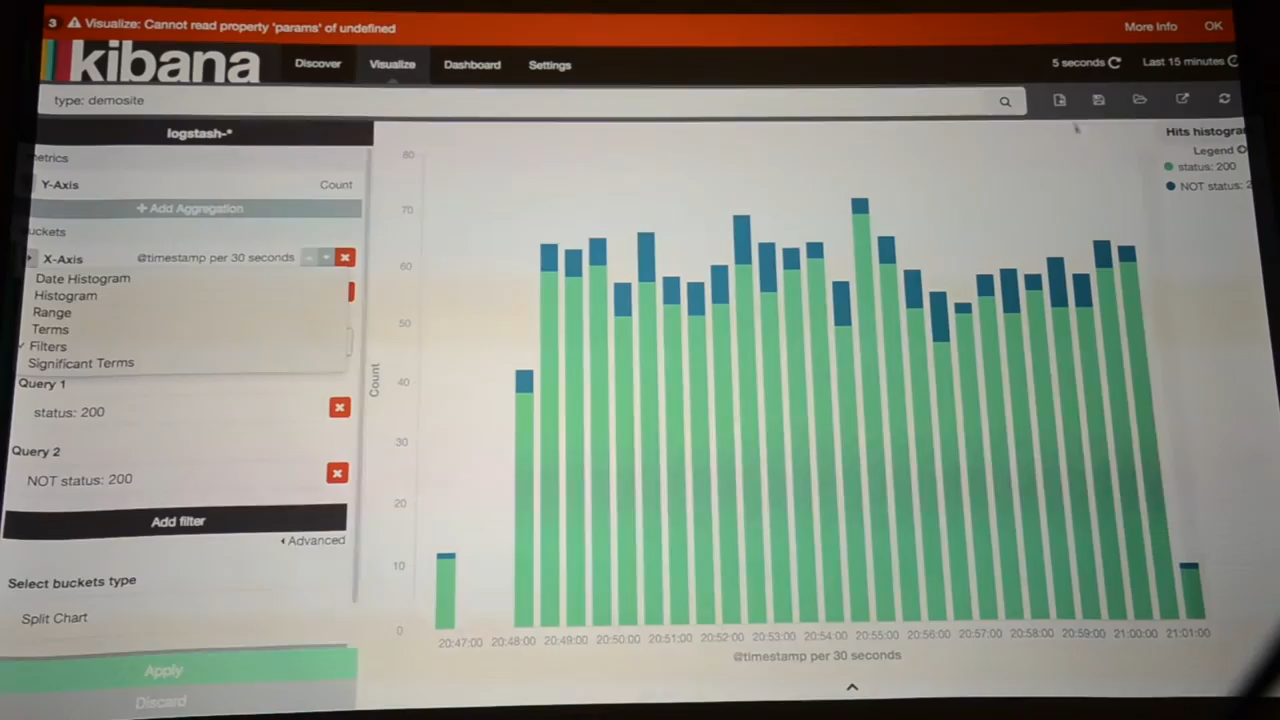 3 Visualize: Cannot read property 'params' of undefined More Info OK
kibana Discover Visualize Dashboard Settings 5 seconds Last 15 minutes
type: demosite
logstash-*
etrics
Y-Axis Count
+ Add Aggregation
uckets
X-Axis @timestamp per 30 seconds
Date Histogram
Histogram
Range
Terms
✓ Filters
Significant Terms
Query 1
status: 200
Query 2
NOT status: 200
Add filter
Advanced
Select buckets type
Split Chart
Apply
Discard
Hits histogra
Legend
status: 200
NOT status: 2
80
70
60
50
40
30
20
10
0
Count
20:47:00 20:48:00 20:49:00 20:50:00 20:51:00 20:52:00 20:53:00 20:54:00 20:55:00 20:56:00 20:57:00 20:58:00 20:59:00 21:00:00 21:01:00
@timestamp per 30 seconds